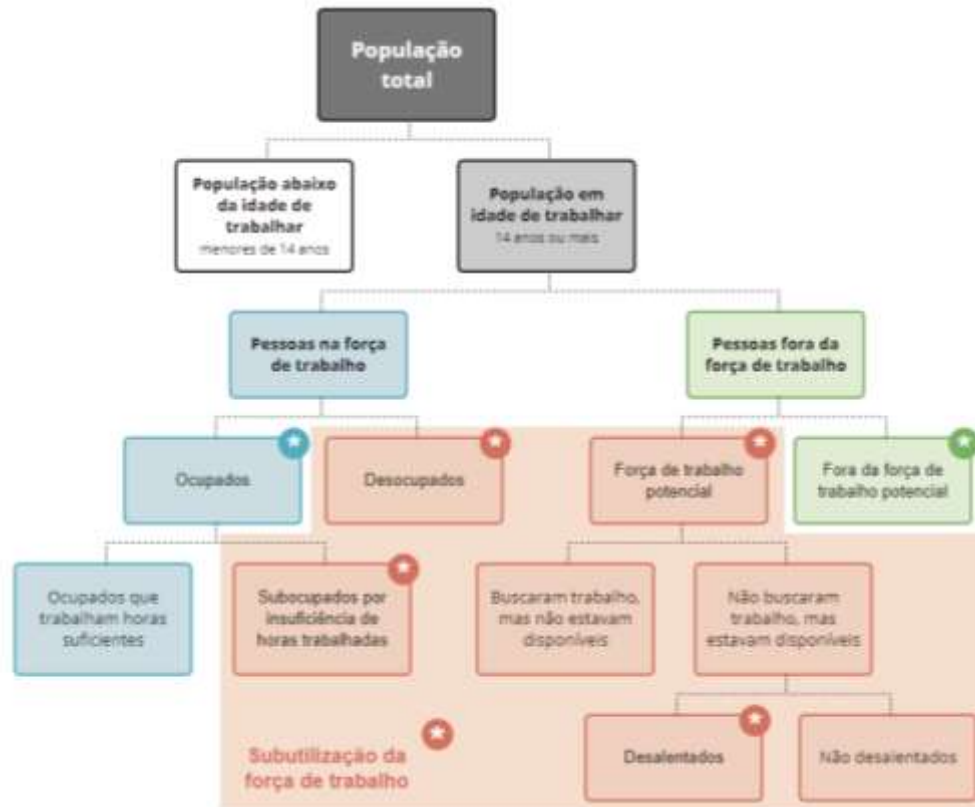 População
total
População abaixo
da idade de
trabalhar
menores de 14 anos
População em
idade de trabalhar
14 anos ou mais
Pessoas na força
de trabalho
Pessoas fora da
força de trabalho
Ocupados
Desocupados
Força de trabalho
potencial
Fora da força de
trabalho potencial
Ocupados que
trabalham horas
suficientes
Subocupados por
insuficiência de
horas trabalhadas
Buscaram trabalho,
mas não estavam
disponíveis
Não buscaram
trabalho, mas
estavam disponíveis
Subutilização da
força de trabalho
Desalentados
Não desalentados